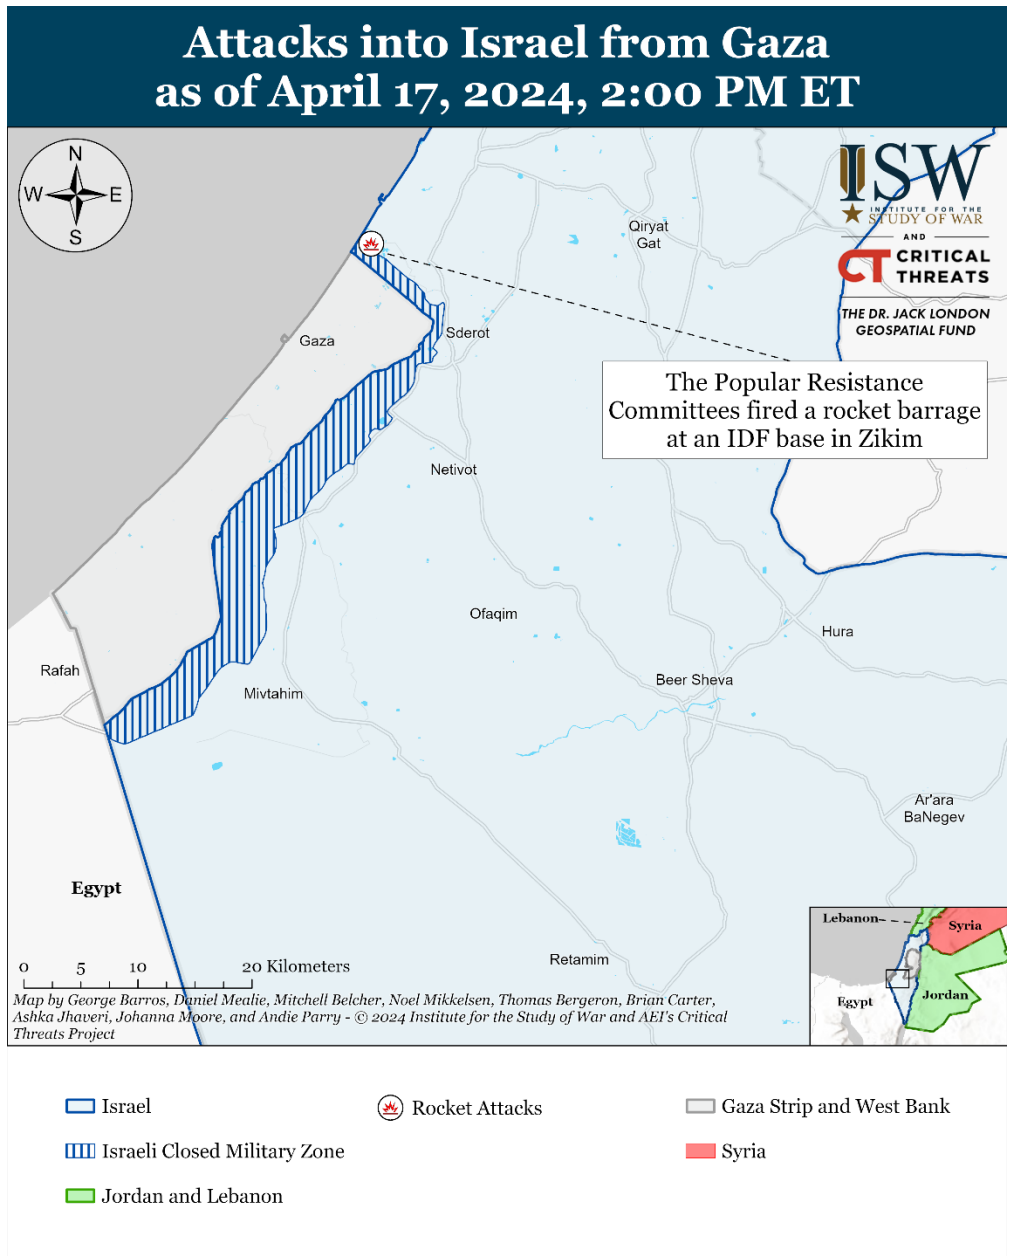 Attacks into Israel from Gaza
as of April 17, 2024, 2:00 PM ET
N
W
E
S
ISW
INSTITUTE FOR THE
STUDY OF WAR
AND
CT CRITICAL
THREATS
THE DR. JACK LONDON
GEOSPATIAL FUND
Qiryat
Gat
Gaza
Sderot
The Popular Resistance
Committees fired a rocket barrage
at an IDF base in Zikim
Netivot
Ofaqim
Hura
Rafah
Beer Sheva
Mivtahim
Ar'ara
BaNegev
Egypt
Retamim
0 5 10 20 Kilometers
Map by George Barros, Daniel Mealie, Mitchell Belcher, Noel Mikkelsen, Thomas Bergeron, Brian Carter,
Ashka Jhaveri, Johanna Moore, and Andie Parry - © 2024 Institute for the Study of War and AEI's Critical
Threats Project
Lebanon
Syria
Egypt
Jordan
Israel
Rocket Attacks
Gaza Strip and West Bank
Israeli Closed Military Zone
Syria
Jordan and Lebanon